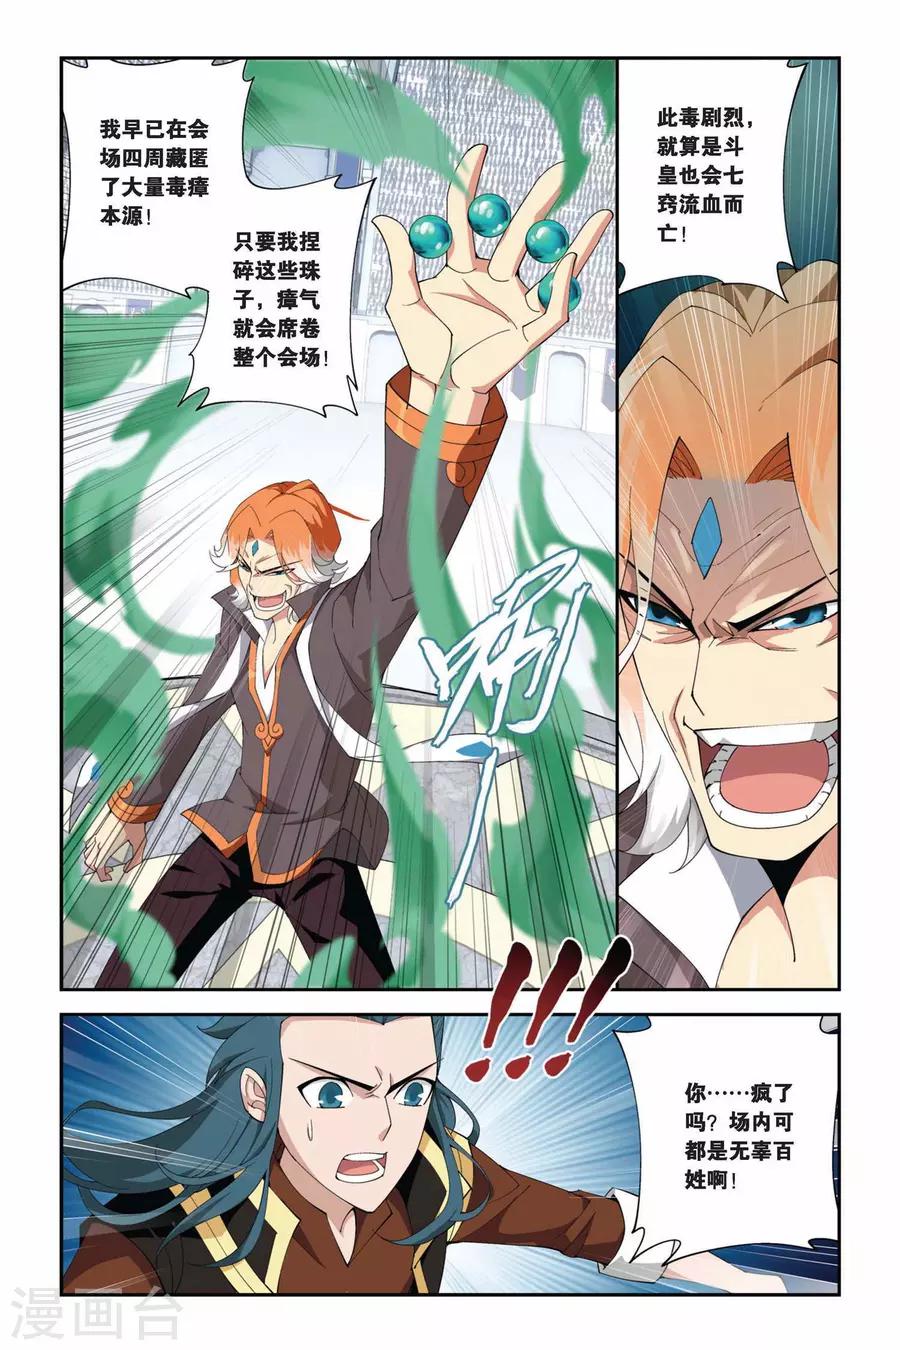 我早已在会
场四周藏匿
了大量毒瘴
本源！
只要我捏
碎这些珠
子，瘴气
就会席卷
整个会场！
此毒剧烈，
就算是斗
皇也会七
窍流血而
亡！
唰
！！！
你……疯了
吗？场内可
都是无辜百
姓啊！
漫画台